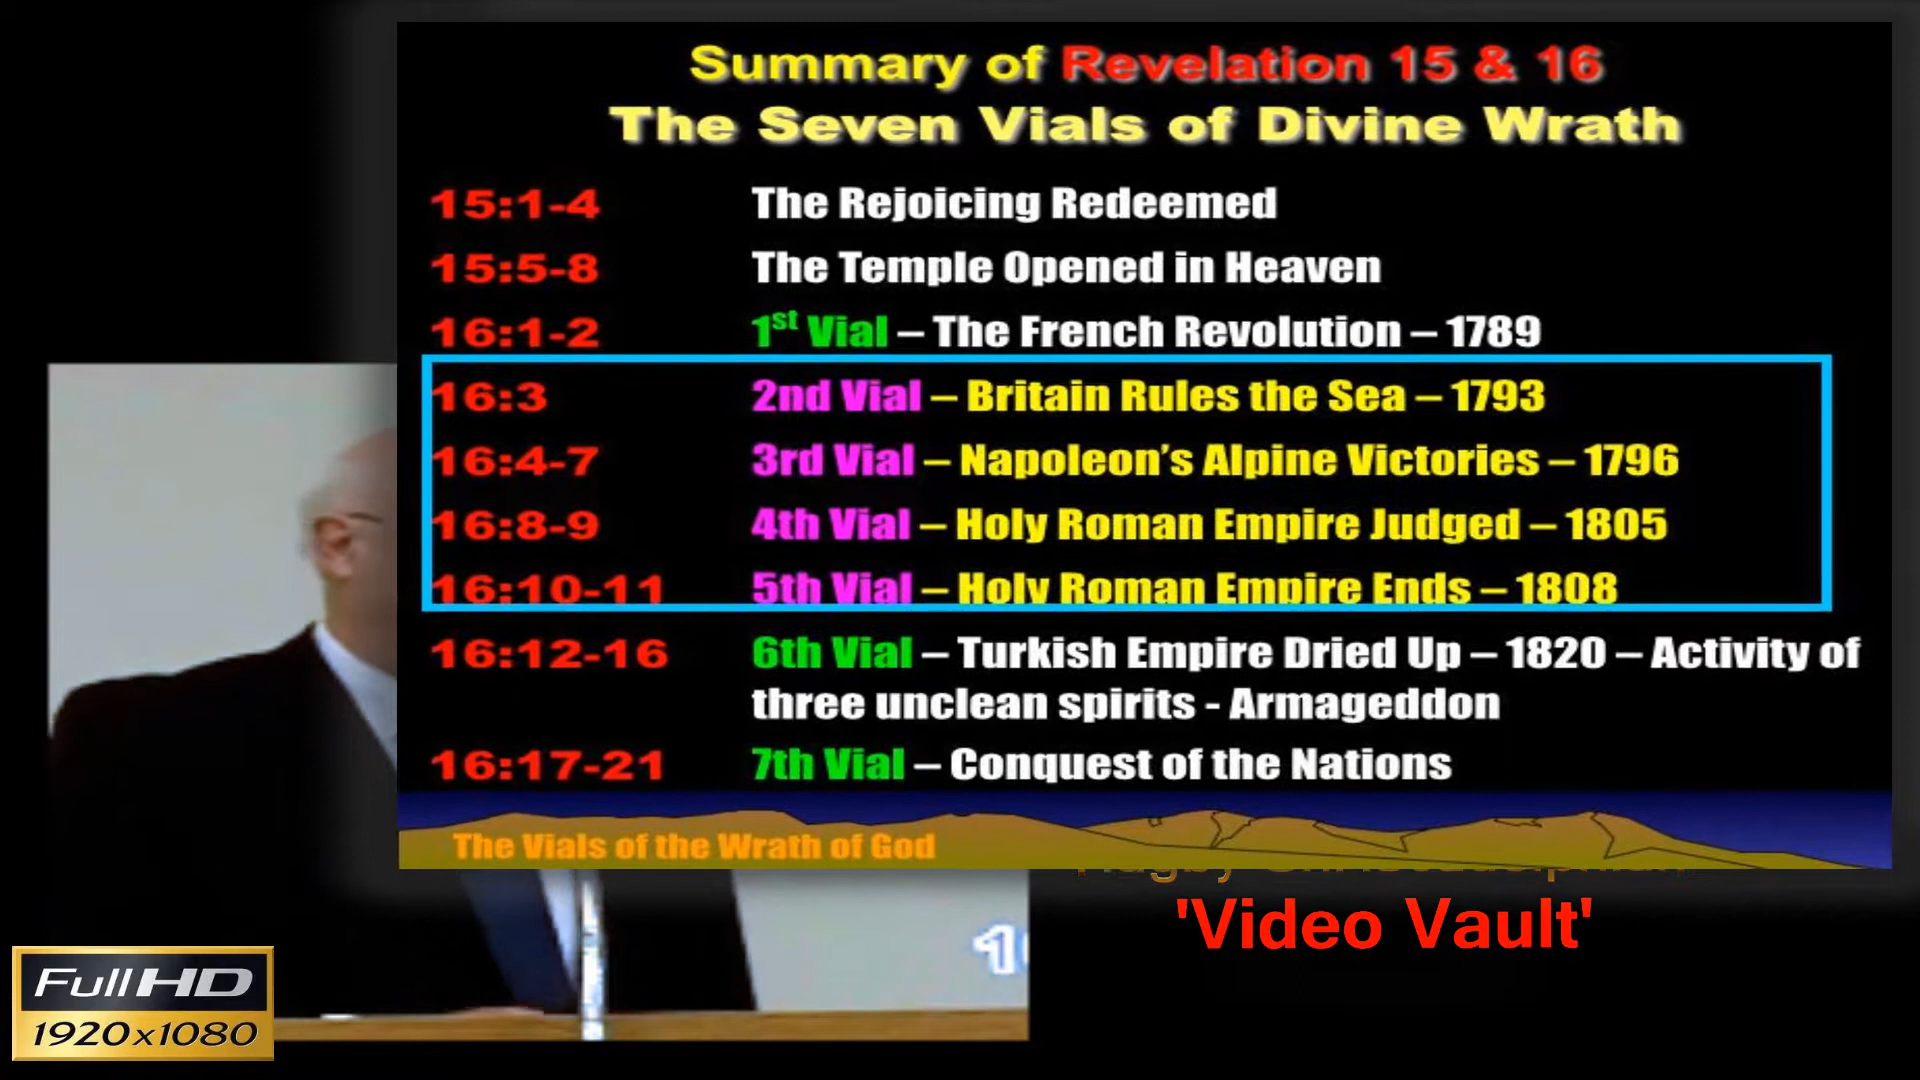 Summary of Revelation 15 & 16
The Seven Vials of Divine Wrath
15:1-4 The Rejoicing Redeemed
15:5-8 The Temple Opened in Heaven
16:1-2 1st Vial – The French Revolution – 1789
16:3 2nd Vial – Britain Rules the Sea – 1793
16:4-7 3rd Vial – Napoleon's Alpine Victories – 1796
16:8-9 4th Vial – Holy Roman Empire Judged – 1805
16:10-11 5th Vial – Holy Roman Empire Ends – 1808
16:12-16 6th Vial – Turkish Empire Dried Up – 1820 – Activity of
three unclean spirits - Armageddon
16:17-21 7th Vial – Conquest of the Nations
The Vials of the Wrath of God
'Video Vault'
Full HD
1920x1080